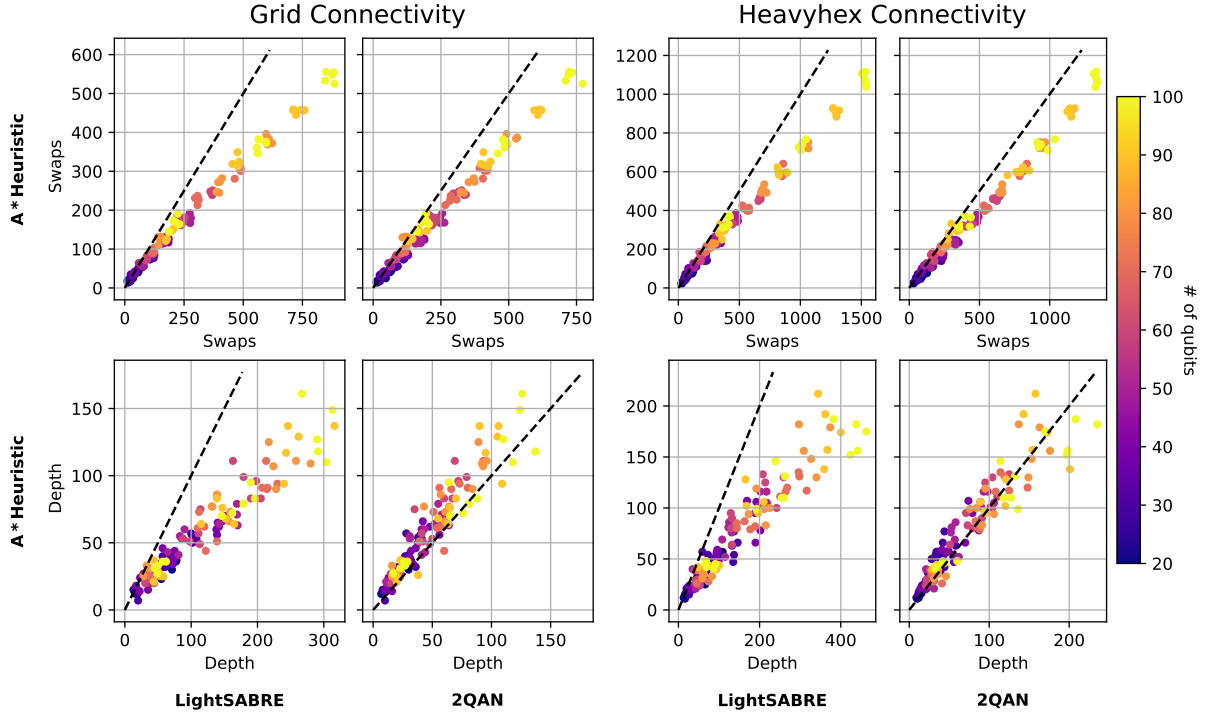 Grid Connectivity
Heavyhex Connectivity
A* Heuristic
Swaps
600
500
400
300
200
100
0
0 250 500 750
Swaps
0 250 500 750
Swaps
1200
1000
800
600
400
200
0
0 500 1000 1500
Swaps
0 500 1000
Swaps
A* Heuristic
Depth
150
100
50
0
0 100 200 300
Depth
0 50 100 150
Depth
200
150
100
50
0
0 200 400
Depth
0 100 200
Depth
LightSABRE
2QAN
LightSABRE
2QAN
100
90
80
70
60
50
40
30
20
# of qubits